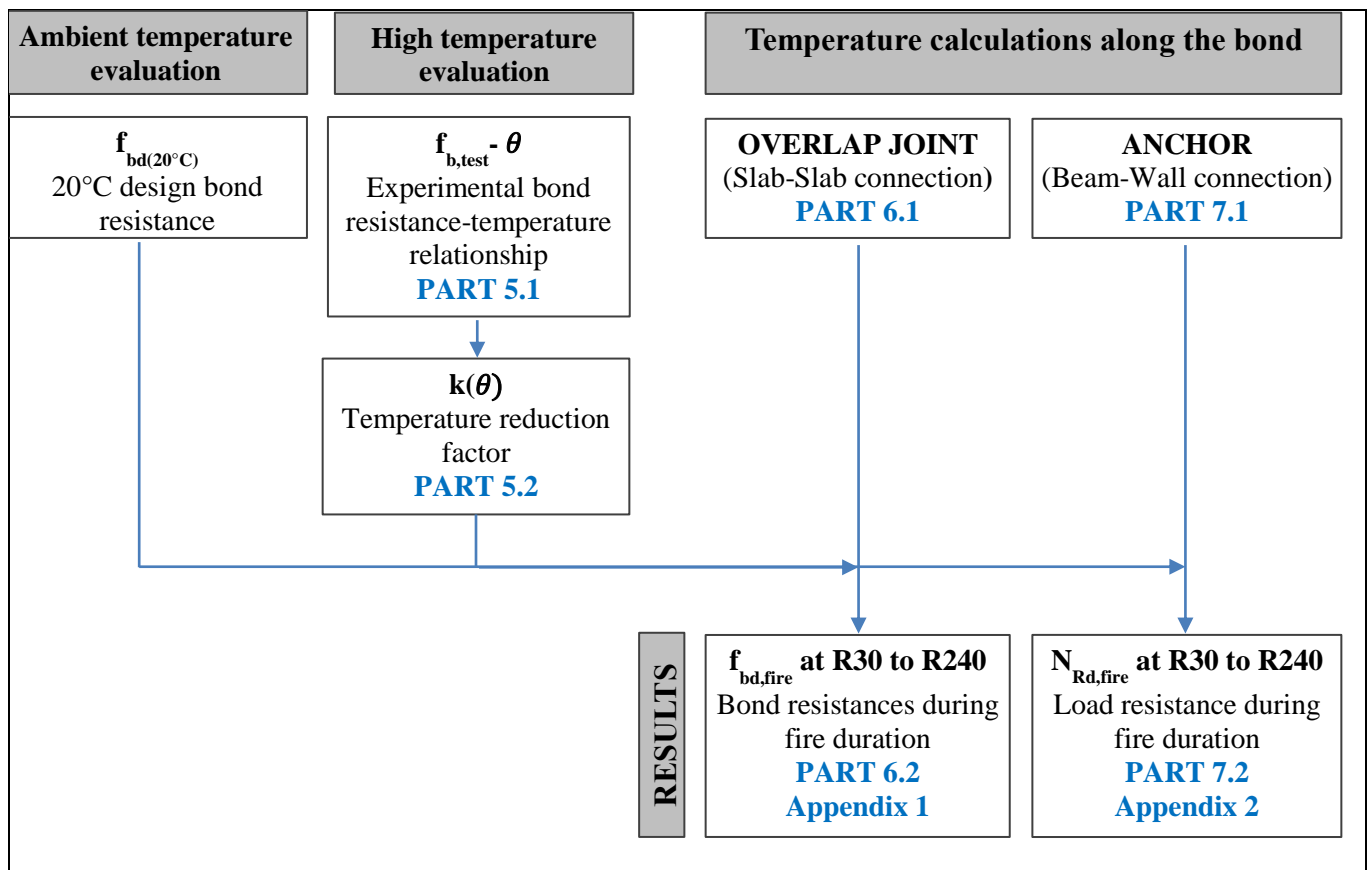 Ambient temperature
evaluation
High temperature
evaluation
Temperature calculations along the bond
f_bd(20°C)
20°C design bond
resistance
f_b,test - θ
Experimental bond
resistance-temperature
relationship
PART 5.1
OVERLAP JOINT
(Slab-Slab connection)
PART 6.1
ANCHOR
(Beam-Wall connection)
PART 7.1
k(θ)
Temperature reduction
factor
PART 5.2
RESULTS
f_bd,fire at R30 to R240
Bond resistances during
fire duration
PART 6.2
Appendix 1
N_Rd,fire at R30 to R240
Load resistance during
fire duration
PART 7.2
Appendix 2